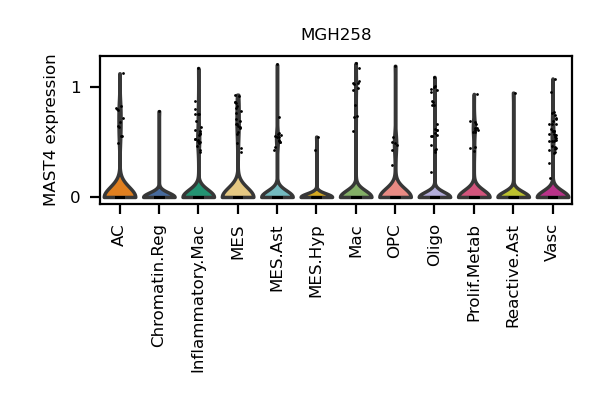 MGH258
MAST4 expression
1
0
AC
Chromatin.Reg
Inflammatory.Mac
MES
MES.Ast
MES.Hyp
Mac
OPC
Oligo
Prolif.Metab
Reactive.Ast
Vasc